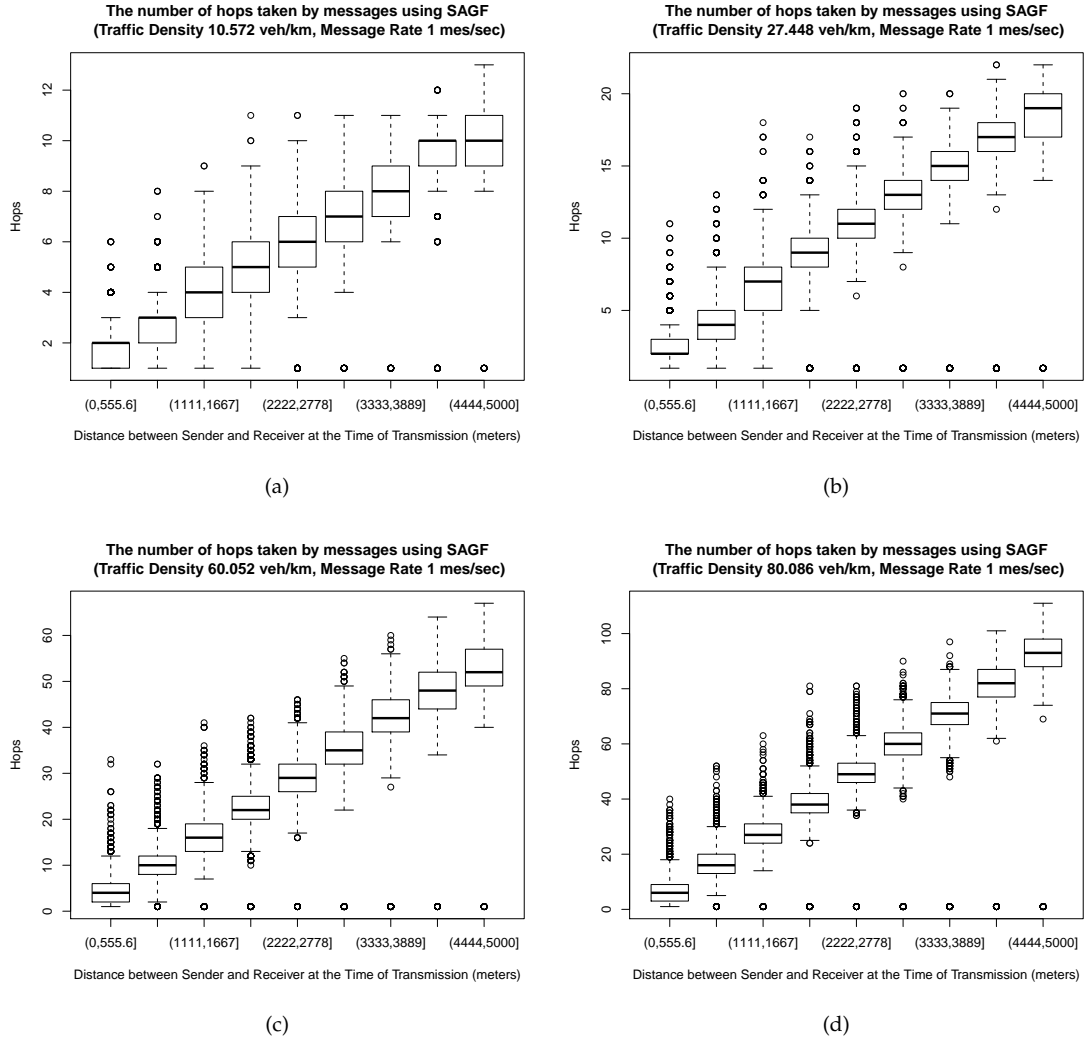 The number of hops taken by messages using SAGF
(Traffic Density 10.572 veh/km, Message Rate 1 mes/sec)
Hops
12
10
8
6
4
2
(0,555.6] (1111,1667] (2222,2778] (3333,3889] (4444,5000]
Distance between Sender and Receiver at the Time of Transmission (meters)
(a)
The number of hops taken by messages using SAGF
(Traffic Density 27.448 veh/km, Message Rate 1 mes/sec)
Hops
20
15
10
5
(0,555.6] (1111,1667] (2222,2778] (3333,3889] (4444,5000]
Distance between Sender and Receiver at the Time of Transmission (meters)
(b)
The number of hops taken by messages using SAGF
(Traffic Density 60.052 veh/km, Message Rate 1 mes/sec)
Hops
60
50
40
30
20
10
0
(0,555.6] (1111,1667] (2222,2778] (3333,3889] (4444,5000]
Distance between Sender and Receiver at the Time of Transmission (meters)
(c)
The number of hops taken by messages using SAGF
(Traffic Density 80.086 veh/km, Message Rate 1 mes/sec)
Hops
100
80
60
40
20
0
(0,555.6] (1111,1667] (2222,2778] (3333,3889] (4444,5000]
Distance between Sender and Receiver at the Time of Transmission (meters)
(d)